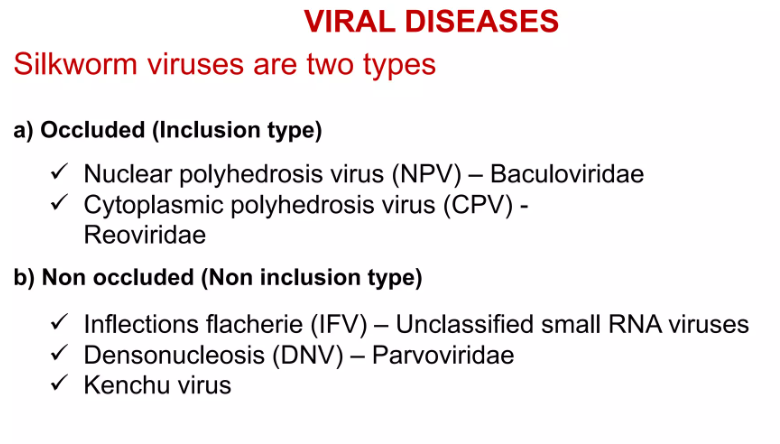 VIRAL DISEASES
Silkworm viruses are two types
a) Occluded (Inclusion type)
✓ Nuclear polyhedrosis virus (NPV) – Baculoviridae
✓ Cytoplasmic polyhedrosis virus (CPV) -
Reoviridae
b) Non occluded (Non inclusion type)
✓ Inflections flacherie (IFV) – Unclassified small RNA viruses
✓ Densonucleosis (DNV) – Parvoviridae
✓ Kenchu virus